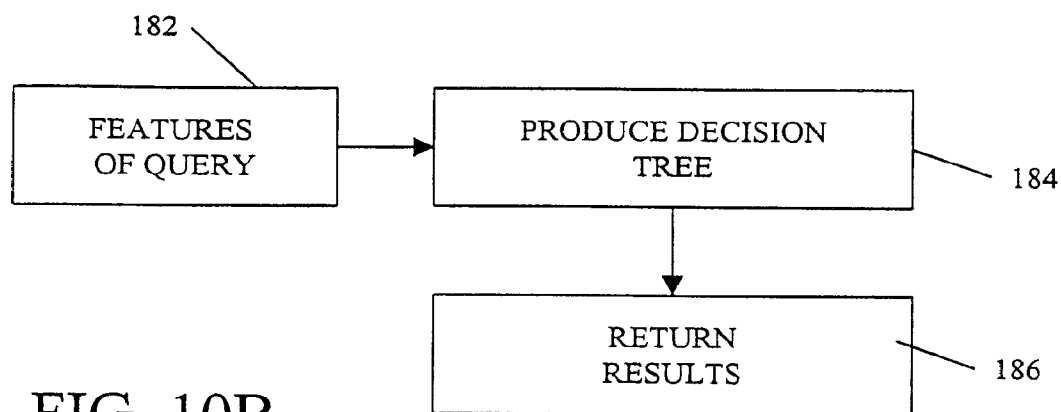 182
FEATURES
OF QUERY
PRODUCE DECISION
TREE
184
RETURN
RESULTS
186
FIG. 10B